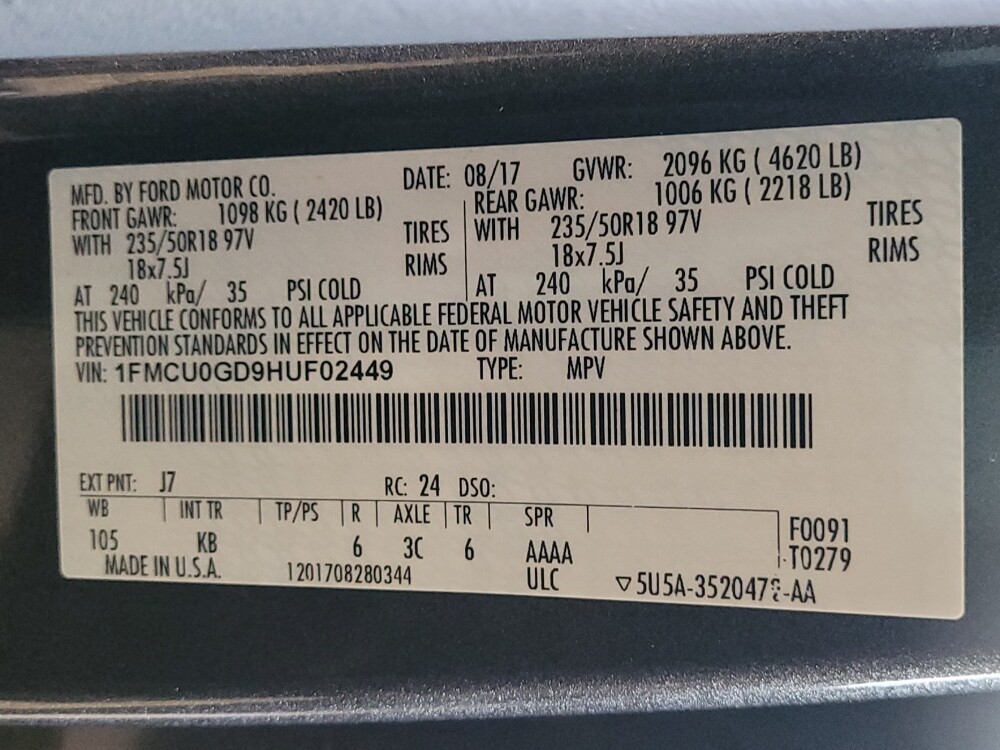 MFD. BY FORD MOTOR CO. DATE: 08/17 GVWR: 2096 KG ( 4620 LB)
FRONT GAWR: 1098 KG ( 2420 LB) REAR GAWR: 1006 KG ( 2218 LB)
WITH 235/50R18 97V TIRES WITH 235/50R18 97V TIRES
18x7.5J RIMS 18x7.5J RIMS
AT 240 kPa/ 35 PSI COLD AT 240 kPa/ 35 PSI COLD
THIS VEHICLE CONFORMS TO ALL APPLICABLE FEDERAL MOTOR VEHICLE SAFETY AND THEFT
PREVENTION STANDARDS IN EFFECT ON THE DATE OF MANUFACTURE SHOWN ABOVE.
VIN: 1FMCU0GD9HUF02449 TYPE: MPV
EXT PNT: J7 RC: 24 DSO:
WB INT TR TP/PS R AXLE TR SPR F0091
105 KB 6 3C 6 AAAA T0279
MADE IN U.S.A. 1201708280344 ULC